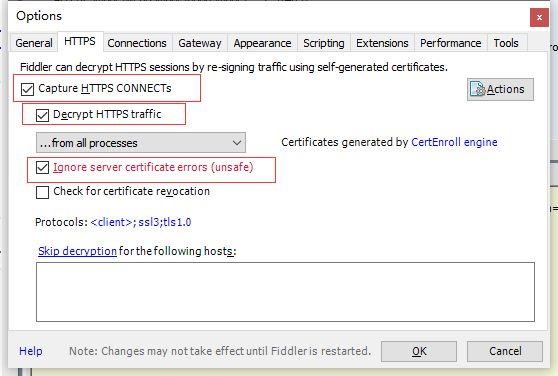 Options
General HTTPS Connections Gateway Appearance Scripting Extensions Performance Tools
Fiddler can decrypt HTTPS sessions by re-signing traffic using self-generated certificates.
Capture HTTPS CONNECTs
Actions
Decrypt HTTPS traffic
...from all processes
Certificates generated by CertEnroll engine
Ignore server certificate errors (unsafe)
Check for certificate revocation
Protocols: <client>; ssl3;tls1.0
Skip decryption for the following hosts:
Help
Note: Changes may not take effect until Fiddler is restarted.
OK
Cancel